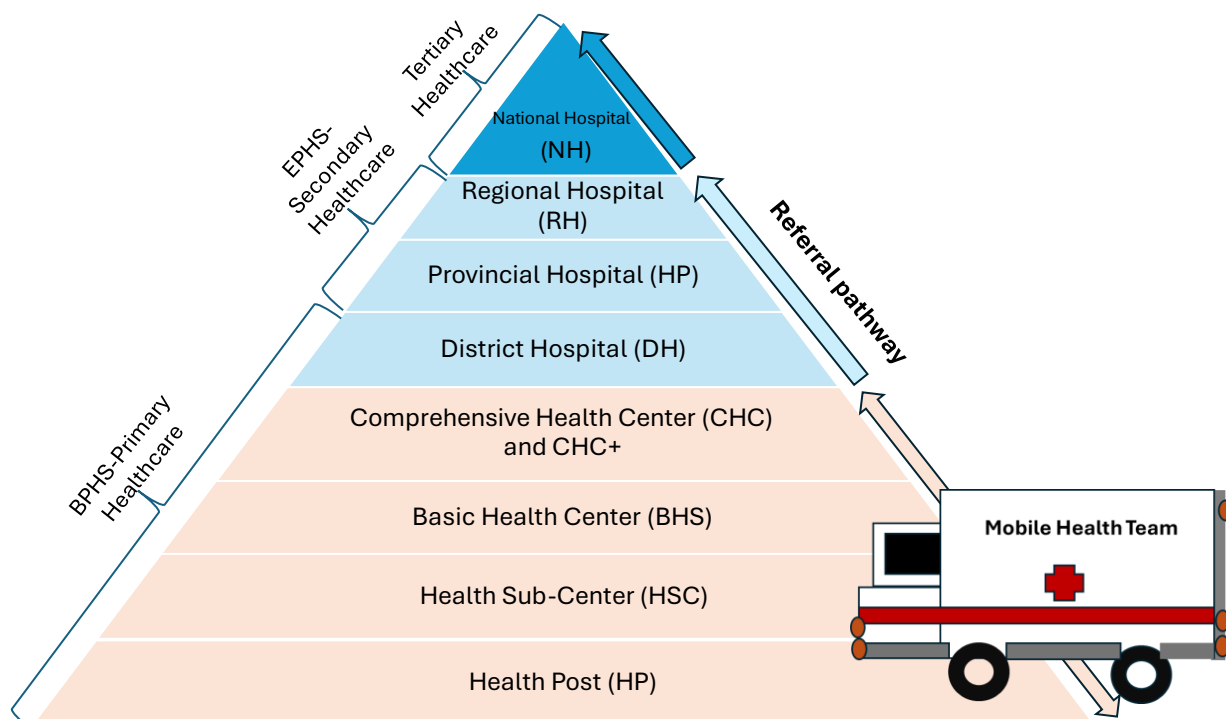 Tertiary
Healthcare
EPHS-
Secondary
Healthcare
BPHS-Primary
Healthcare
National Hospital
(NH)
Regional Hospital
(RH)
Provincial Hospital (HP)
District Hospital (DH)
Comprehensive Health Center (CHC)
and CHC+
Basic Health Center (BHS)
Health Sub-Center (HSC)
Health Post (HP)
Referral pathway
Mobile Health Team